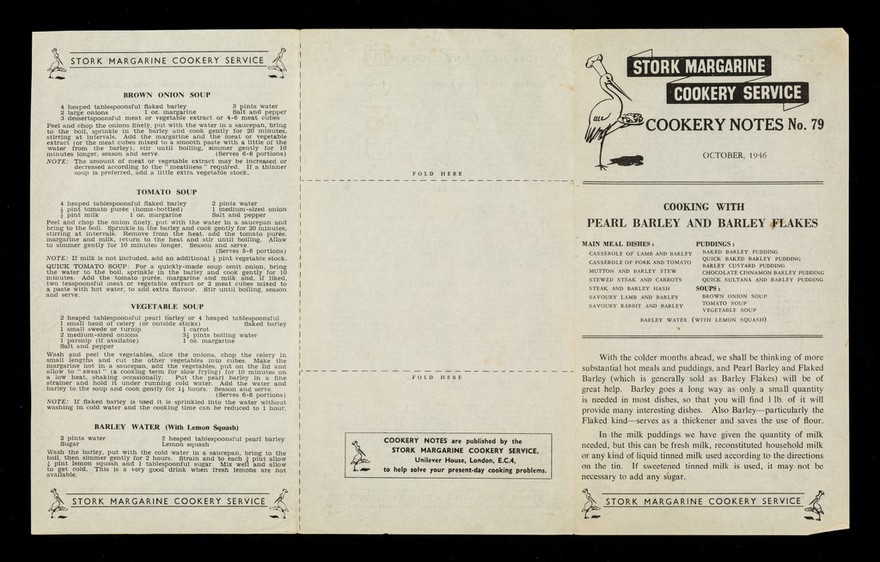 STORK MARGARINE COOKERY SERVICE
BROWN ONION SOUP
4 heaped tablespoonsful flaked barley 3 pints water
2 large onions 1 oz. margarine Salt and pepper
3 dessertspoonsful meat or vegetable extract or 4-6 meat cubes
Peel and chop the onions finely, put with the water in a saucepan, bring
to the boil, sprinkle in the barley and cook gently for 20 minutes,
stirring at intervals. Add the margarine and the meat or vegetable
extract (or the meat cubes mixed to a smooth paste with a little of the
water from the barley), stir until boiling, simmer gently for 10
minutes longer, season and serve. (Serves 6-8 portions)
NOTE: The amount of meat or vegetable extract may be increased or
decreased according to the "meatiness" required. If a thinner
soup is preferred, add a little extra vegetable stock.
TOMATO SOUP
4 heaped tablespoonsful flaked barley 2 pints water
pint tomato purée (home-bottled) 1 medium-sized onion
pint milk 1 oz. margarine Salt and pepper
Peel and chop the onion finely, put with the water in a saucepan and
bring to the boil. Sprinkle in the barley and cook gently for 20 minutes,
stirring at intervals. Remove from the heat, add the tomato purée,
margarine and milk, return to the heat and stir until boiling. Allow
to simmer gently for 10 minutes longer. Season and serve.
(Serves 5-6 portions)
NOTE: If milk is not included, add an additional pint vegetable stock.
QUICK TOMATO SOUP: For a quickly-made soup omit onion, bring
the water to the boil, sprinkle in the barley and cook gently for 10
minutes. Add the tomato purée, margarine and milk and, if liked,
two teaspoonsful meat or vegetable extract or 2 meat cubes mixed to
a paste with hot water, to add extra flavour. Stir until boiling, season
and serve.
VEGETABLE SOUP
2 heaped tablespoonsful pearl barley or 4 heaped tablespoonsful
1 small head of celery (or outside sticks) flaked barley
1 small swede or turnip 1 carrot
2 medium-sized onions 3½ pints boiling water
1 parsnip (if available) 1 oz. margarine
Salt and pepper
Wash and peel the vegetables, slice the onions, chop the celery in
small lengths and cut the other vegetables into cubes. Make the
margarine hot in a saucepan, add the vegetables, put on the lid and
allow to "sweat" (a cooking term for slow frying) for 10 minutes on
a low heat, shaking occasionally. Put the pearl barley in a fine
strainer and hold it under running cold water. Add the water and
barley to the soup and cook gently for 1½ hours. Season and serve.
(Serves 6-8 portions)
NOTE: If flaked barley is used it is sprinkled into the water without
washing in cold water and the cooking time can be reduced to 1 hour.
BARLEY WATER (With Lemon Squash)
2 pints water 2 heaped tablespoonsful pearl barley
Sugar Lemon squash
Wash the barley, put with the cold water in a saucepan, bring to the
boil, then simmer gently for 2 hours. Strain and to each pint allow
pint lemon squash and 1 tablespoonful sugar. Mix well and allow
to get cold. This is a very good drink when fresh lemons are not
available.
STORK MARGARINE COOKERY SERVICE
FOLD HERE
FOLD HERE
COOKERY NOTES are published by the
STORK MARGARINE COOKERY SERVICE,
Unilever House, London, E.C.4,
to help solve your present-day cooking problems.
STORK MARGARINE
COOKERY SERVICE
COOKERY NOTES No. 79
OCTOBER, 1946
COOKING WITH
PEARL BARLEY AND BARLEY FLAKES
MAIN MEAL DISHES:
CASSEROLE OF LAMB AND BARLEY
CASSEROLE OF PORK AND TOMATO
MUTTON AND BARLEY STEW
STEWED STEAK AND CARROTS
STEAK AND BARLEY HASH
SAVOURY LAMB AND BARLEY
SAVOURY RABBIT AND BARLEY
PUDDINGS:
BAKED BARLEY PUDDING
QUICK BAKED BARLEY PUDDING
BARLEY CUSTARD PUDDING
CHOCOLATE CINNAMON BARLEY PUDDING
QUICK SULTANA AND BARLEY PUDDING
SOUPS:
BROWN ONION SOUP
TOMATO SOUP
VEGETABLE SOUP
BARLEY WATER (WITH LEMON SQUASH)
With the colder months ahead, we shall be thinking of more
substantial hot meals and puddings, and Pearl Barley and Flaked
Barley (which is generally sold as Barley Flakes) will be of
great help. Barley goes a long way as only a small quantity
is needed in most dishes, so that you will find 1 lb. of it will
provide many interesting dishes. Also Barley—particularly the
Flaked kind—serves as a thickener and saves the use of flour.
In the milk puddings we have given the quantity of milk
needed, but this can be fresh milk, reconstituted household milk
or any kind of liquid tinned milk used according to the directions
on the tin. If sweetened tinned milk is used, it may not be
necessary to add any sugar.
STORK MARGARINE COOKERY SERVICE